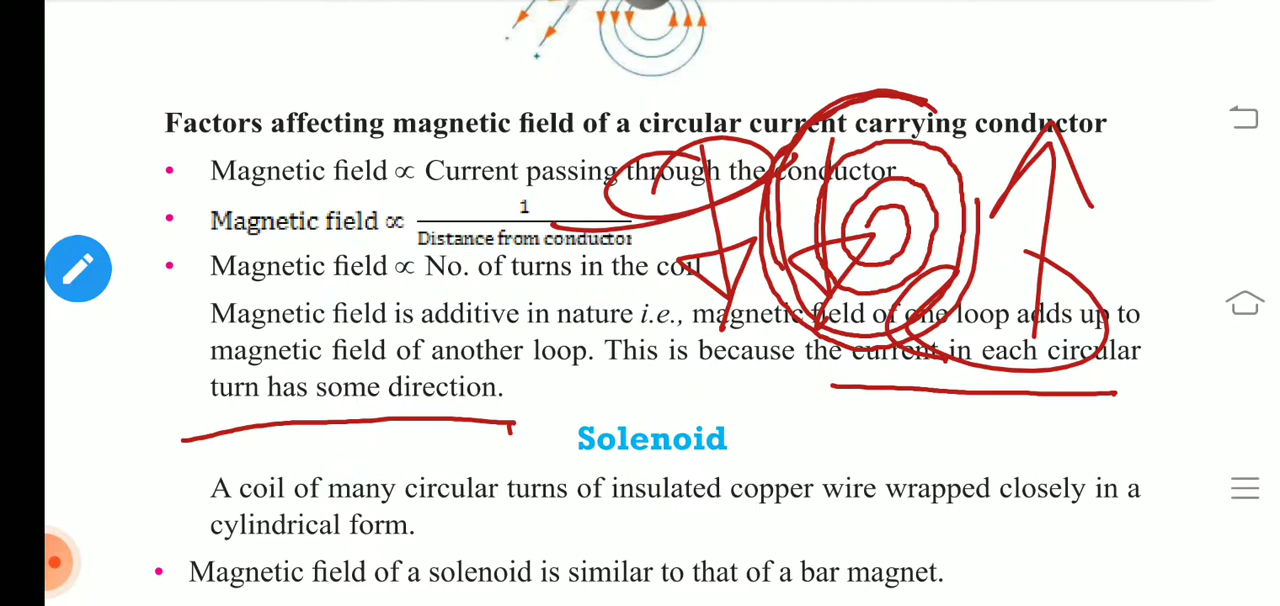 Factors affecting magnetic field of a circular current carrying conductor
• Magnetic field ∝ Current passing through the conductor
• Magnetic field ∝ 1 / Distance from conductor
• Magnetic field ∝ No. of turns in the coil
Magnetic field is additive in nature i.e., magnetic field of one loop adds up to
magnetic field of another loop. This is because the current in each circular
turn has some direction.
Solenoid
A coil of many circular turns of insulated copper wire wrapped closely in a
cylindrical form.
• Magnetic field of a solenoid is similar to that of a bar magnet.